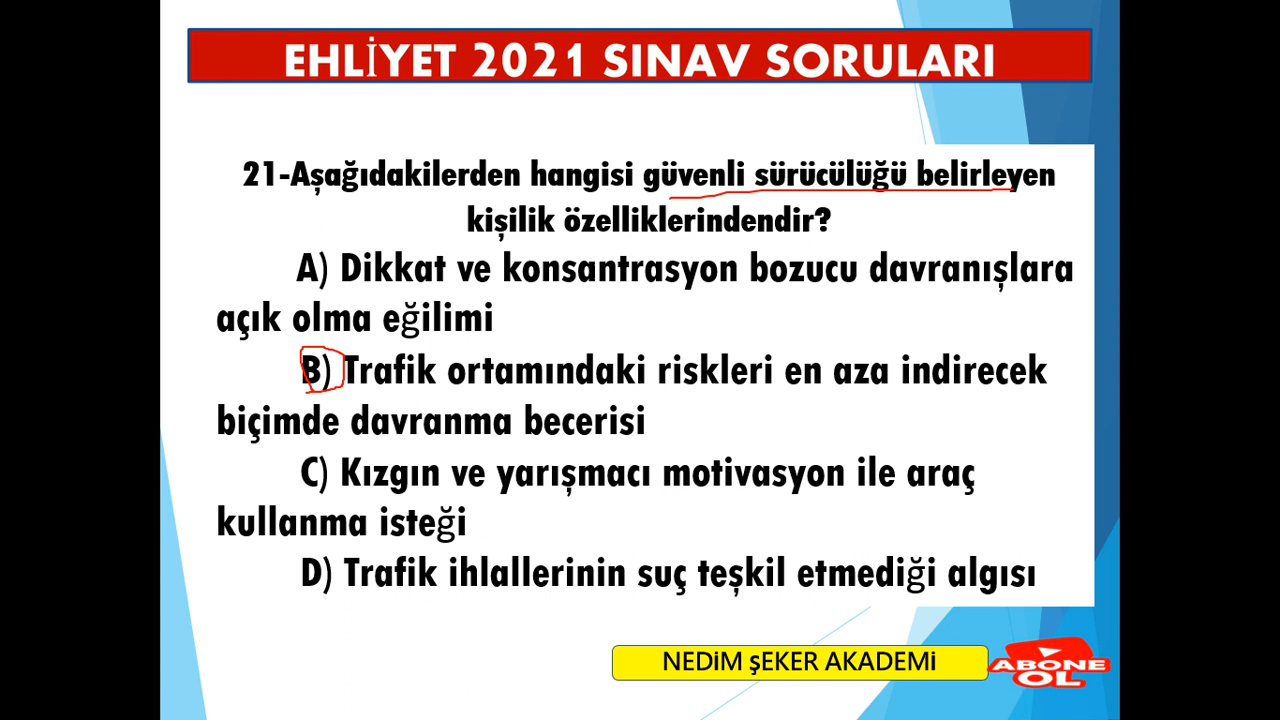 EHLİYET 2021 SINAV SORULARI
21-Aşağıdakilerden hangisi güvenli sürücülüğü belirleyen
kişilik özelliklerindendir?
A) Dikkat ve konsantrasyon bozucu davranışlara
açık olma eğilimi
B) Trafik ortamındaki riskleri en aza indirecek
biçimde davranma becerisi
C) Kızgın ve yarışmacı motivasyon ile araç
kullanma isteği
D) Trafik ihlallerinin suç teşkil etmediği algısı
NEDİM ŞEKER AKADEMİ
ABONE
OL